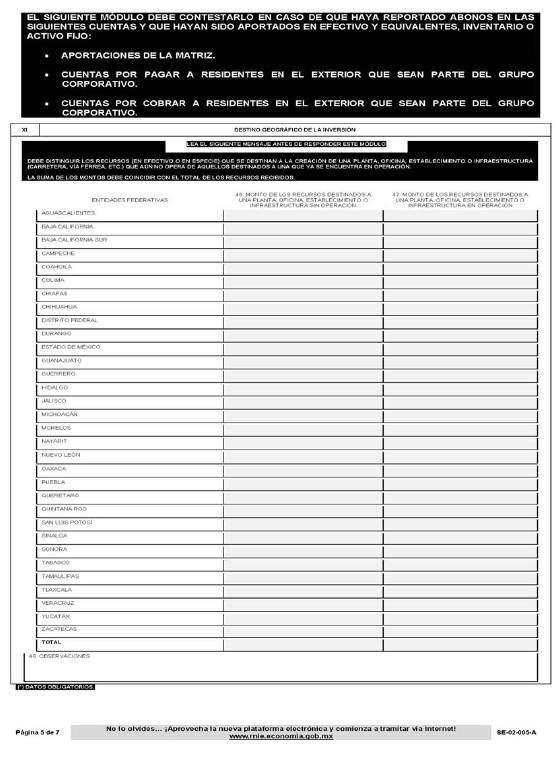 EL SIGUIENTE MÓDULO DEBE CONTESTARLO EN CASO DE QUE HAYA REPORTADO ABONOS EN LAS
SIGUIENTES CUENTAS Y QUE HAYAN SIDO APORTADOS EN EFECTIVO Y EQUIVALENTES, INVENTARIO O
ACTIVO FIJO:
• APORTACIONES DE LA MATRIZ.
• CUENTAS POR PAGAR A RESIDENTES EN EL EXTERIOR QUE SEAN PARTE DEL GRUPO
CORPORATIVO.
• CUENTAS POR COBRAR A RESIDENTES EN EL EXTERIOR QUE SEAN PARTE DEL GRUPO
CORPORATIVO.
XI DESTINO GEOGRÁFICO DE LA INVERSIÓN
LEA EL SIGUIENTE MENSAJE ANTES DE RESPONDER ESTE MÓDULO
DEBE DISTINGUIR LOS RECURSOS (EN EFECTIVO O EN ESPECIE) QUE SE DESTINAN A LA CREACIÓN DE UNA PLANTA, OFICINA, ESTABLECIMIENTO O INFRAESTRUCTURA
(CARRETERA, VÍA FÉRREA, ETC.) QUE AÚN NO OPERA DE AQUELLOS DESTINADOS A UNA QUE YA SE ENCUENTRA EN OPERACIÓN.
LA SUMA DE LOS MONTOS DEBE COINCIDIR CON EL TOTAL DE LOS RECURSOS RECIBIDOS.
ENTIDADES FEDERATIVAS
46. MONTO DE LOS RECURSOS DESTINADOS A
UNA PLANTA, OFICINA, ESTABLECIMIENTO O
INFRAESTRUCTURA SIN OPERACIÓN
47. MONTO DE LOS RECURSOS DESTINADOS A
UNA PLANTA, OFICINA, ESTABLECIMIENTO O
INFRAESTRUCTURA EN OPERACIÓN
AGUASCALIENTES
BAJA CALIFORNIA
BAJA CALIFORNIA SUR
CAMPECHE
COAHUILA
COLIMA
CHIAPAS
CHIHUAHUA
DISTRITO FEDERAL
DURANGO
ESTADO DE MÉXICO
GUANAJUATO
GUERRERO
HIDALGO
JALISCO
MICHOACÁN
MORELOS
NAYARIT
NUEVO LEÓN
OAXACA
PUEBLA
QUERÉTARO
QUINTANA ROO
SAN LUIS POTOSÍ
SINALOA
SONORA
TABASCO
TAMAULIPAS
TLAXCALA
VERACRUZ
YUCATÁN
ZACATECAS
TOTAL
48. OBSERVACIONES
(*) DATOS OBLIGATORIOS
Página 5 de 7
No lo olvides... ¡Aprovecha la nueva plataforma electrónica y comienza a tramitar vía Internet!
www.rnie.economia.gob.mx
SE-02-005-A